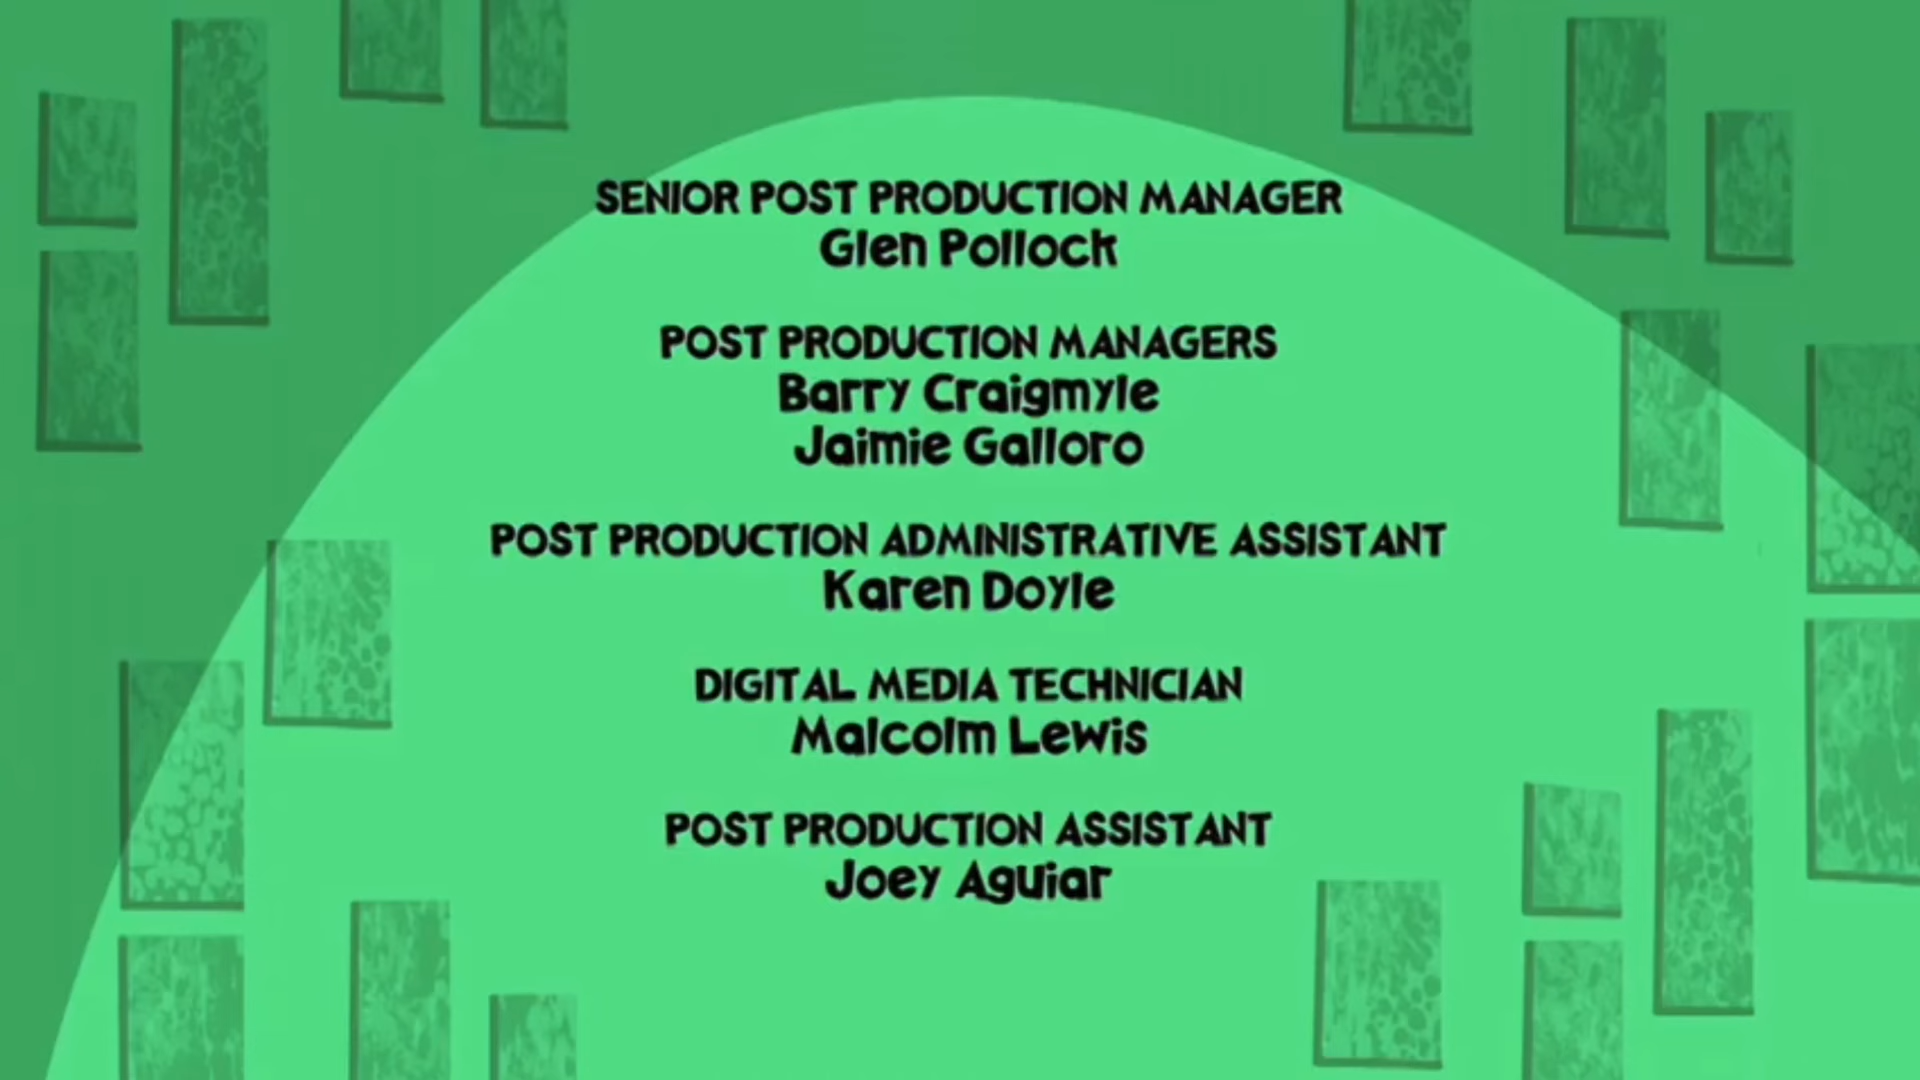 SENIOR POST PRODUCTION MANAGER
Glen Pollock
POST PRODUCTION MANAGERS
Barry Craigmyle
Jaimie Galloro
POST PRODUCTION ADMINISTRATIVE ASSISTANT
Karen Doyle
DIGITAL MEDIA TECHNICIAN
Malcolm Lewis
POST PRODUCTION ASSISTANT
Joey Aguiar